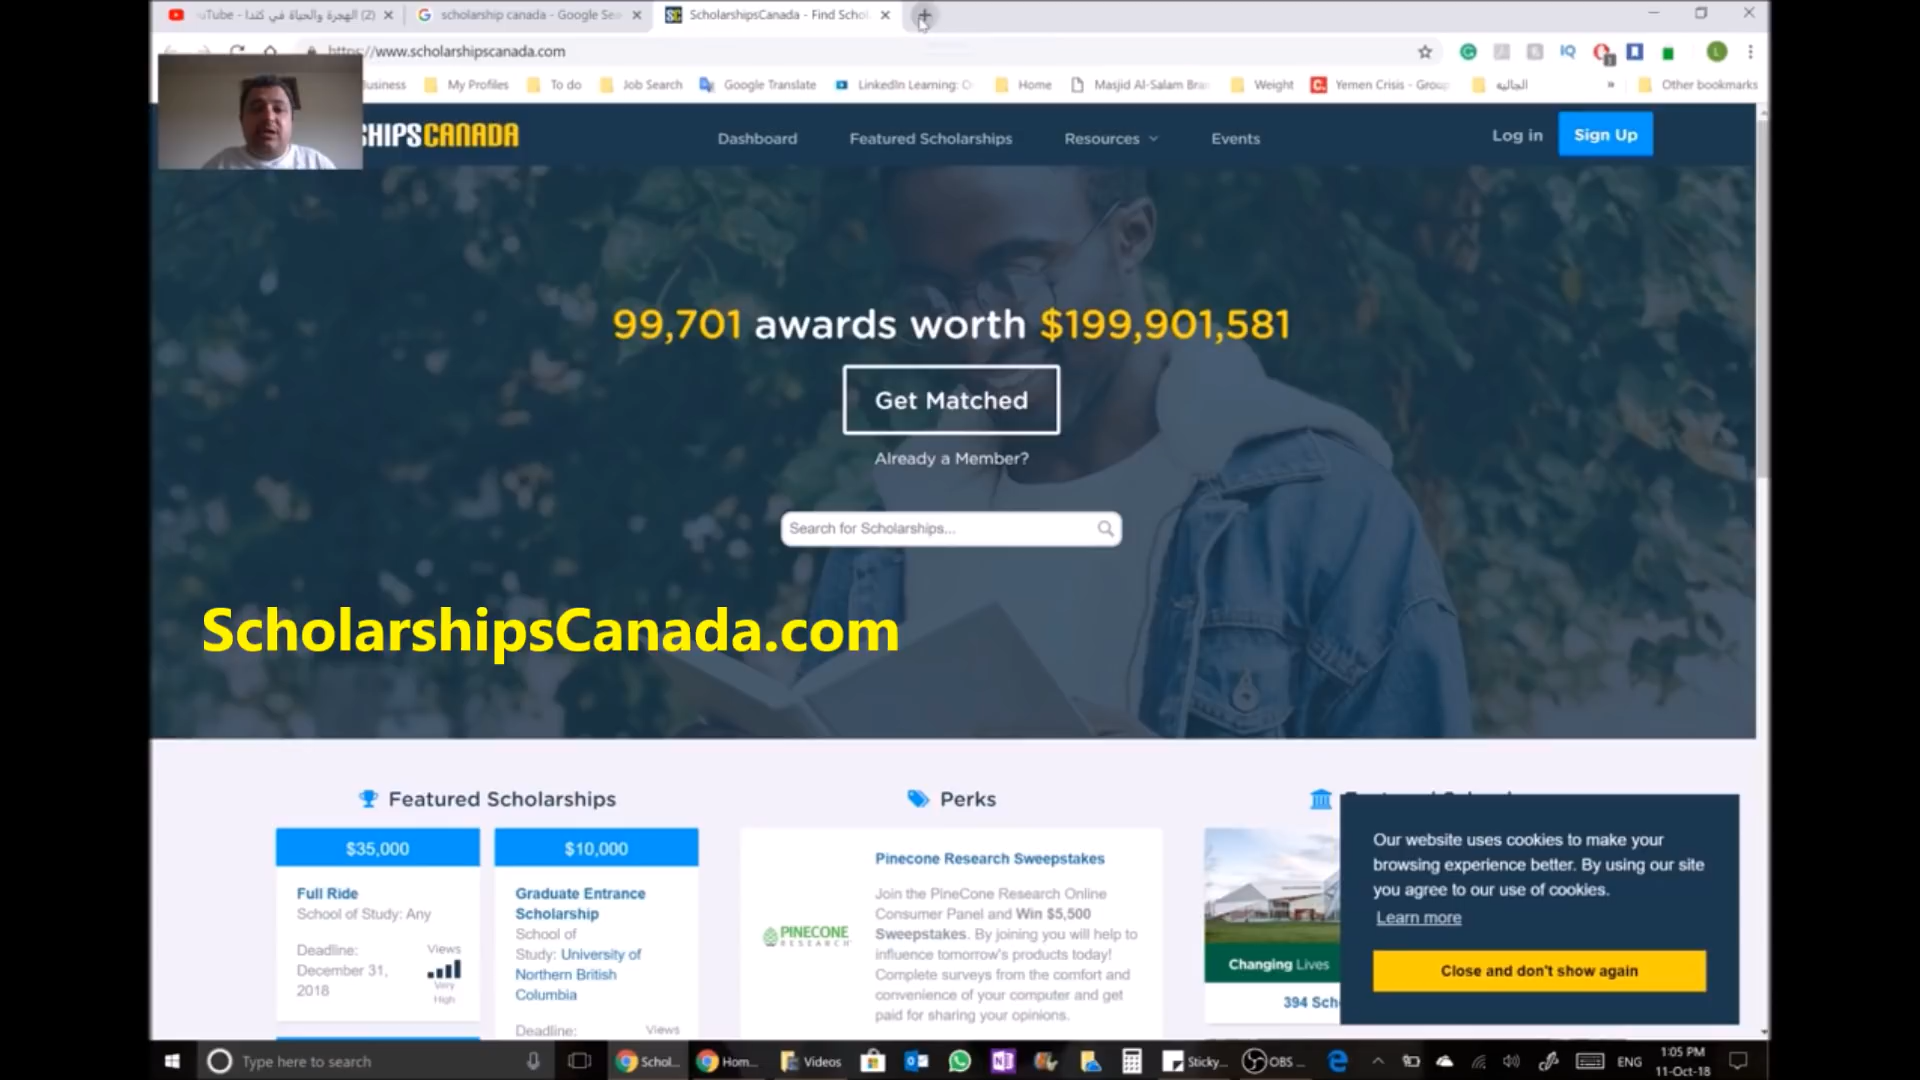 (2) الهجرة والحياة في كندا - uTube
scholarship canada - Google Sea
ScholarshipsCanada - Find Schol
https://www.scholarshipscanada.com
usiness
My Profiles
To do
Job Search
Google Translate
LinkedIn Learning: O
Home
Masjid Al-Salam Bra
Weight
Yemen Crisis - Group
الجالية
»
Other bookmarks
HIPSCANADA
Dashboard
Featured Scholarships
Resources
Events
Log in
Sign Up
99,701 awards worth $199,901,581
Get Matched
Already a Member?
Search for Scholarships...
ScholarshipsCanada.com
Featured Scholarships
$35,000
Full Ride
School of Study: Any
Deadline:
December 31,
2018
Views
Very
High
$10,000
Graduate Entrance
Scholarship
School of
Study: University of
Northern British
Columbia
Deadline:
Views
Perks
PINECONE
RESEARCH
Pinecone Research Sweepstakes
Join the PineCone Research Online
Consumer Panel and Win $5,500
Sweepstakes. By joining you will help to
influence tomorrow's products today!
Complete surveys from the comfort and
convenience of your computer and get
paid for sharing your opinions.
Changing Lives
394 Sch
Our website uses cookies to make your
browsing experience better. By using our site
you agree to our use of cookies.
Learn more
Close and don't show again
Type here to search
Schol...
Hom...
Videos
Sticky...
OBS ...
ENG
1:05 PM
11-Oct-18